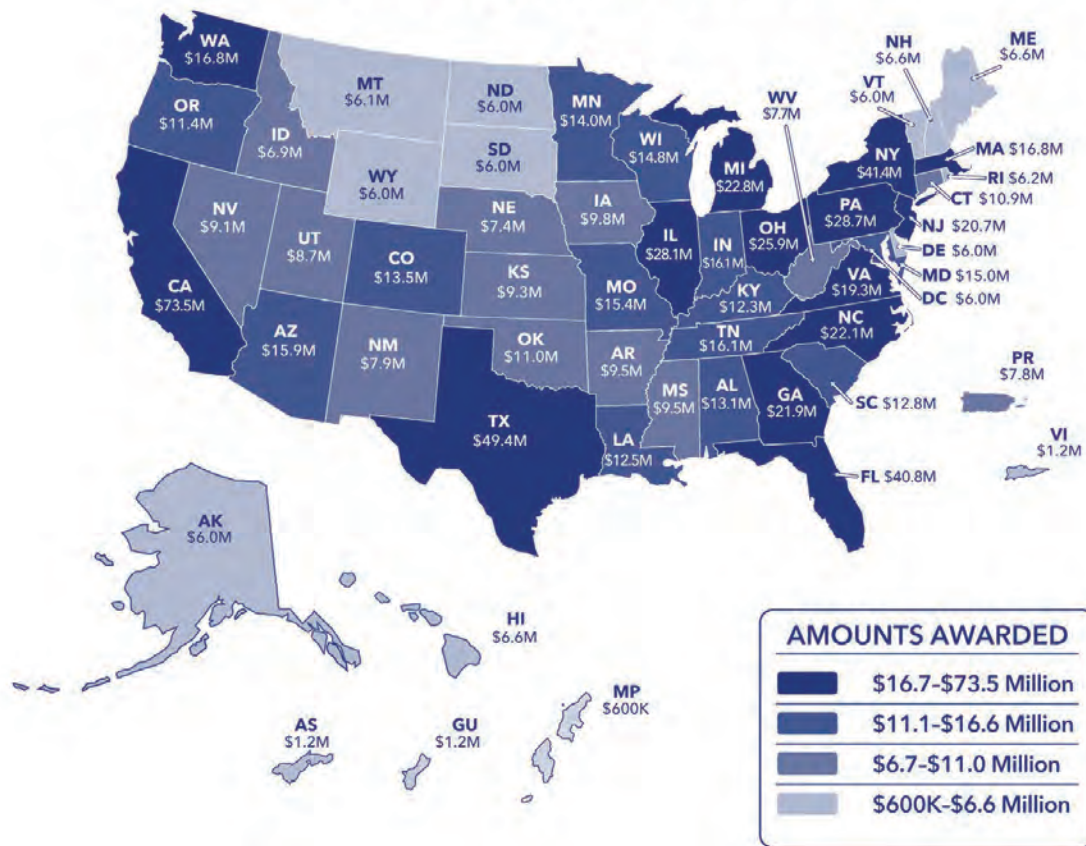 WA
$16.8M
OR
$11.4M
ID
$6.9M
MT
$6.1M
ND
$6.0M
SD
$6.0M
WY
$6.0M
MN
$14.0M
WI
$14.8M
MI
$22.8M
WV
$7.7M
VT
$6.0M
NH
$6.6M
ME
$6.6M
NY
$41.4M
MA $16.8M
RI $6.2M
CT $10.9M
NJ $20.7M
DE $6.0M
MD $15.0M
DC $6.0M
PA
$28.7M
OH
$25.9M
IN
$16.1M
IL
$28.1M
IA
$9.8M
NE
$7.4M
NV
$9.1M
UT
$8.7M
CO
$13.5M
KS
$9.3M
MO
$15.4M
KY
$12.3M
VA
$19.3M
NC
$22.1M
CA
$73.5M
AZ
$15.9M
NM
$7.9M
OK
$11.0M
AR
$9.5M
TN
$16.1M
MS
$9.5M
AL
$13.1M
GA
$21.9M
SC $12.8M
PR
$7.8M
VI
$1.2M
TX
$49.4M
LA
$12.5M
FL $40.8M
AK
$6.0M
HI
$6.6M
AS
$1.2M
GU
$1.2M
MP
$600K
AMOUNTS AWARDED
$16.7-$73.5 Million
$11.1-$16.6 Million
$6.7-$11.0 Million
$600K-$6.6 Million